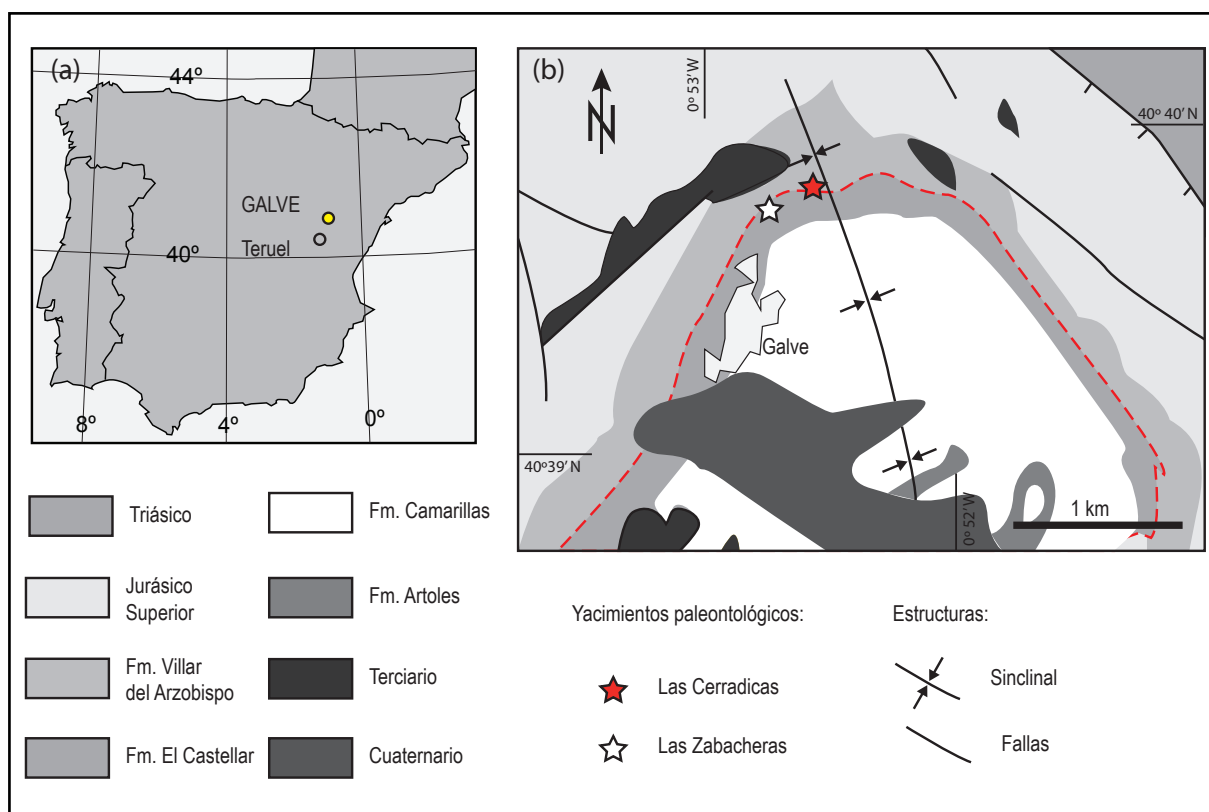 (a)
44º
GALVE
Teruel
40º
8º
4º
0º
(b)
N
0º 53' W
40º 40' N
Galve
40º39' N
0º 52' W
1 km
Triásico
Fm. Camarillas
Jurásico
Superior
Fm. Artoles
Fm. Villar
del Arzobispo
Terciario
Fm. El Castellar
Cuaternario
Yacimientos paleontológicos:
Las Cerradicas
Las Zabacheras
Estructuras:
Sinclinal
Fallas